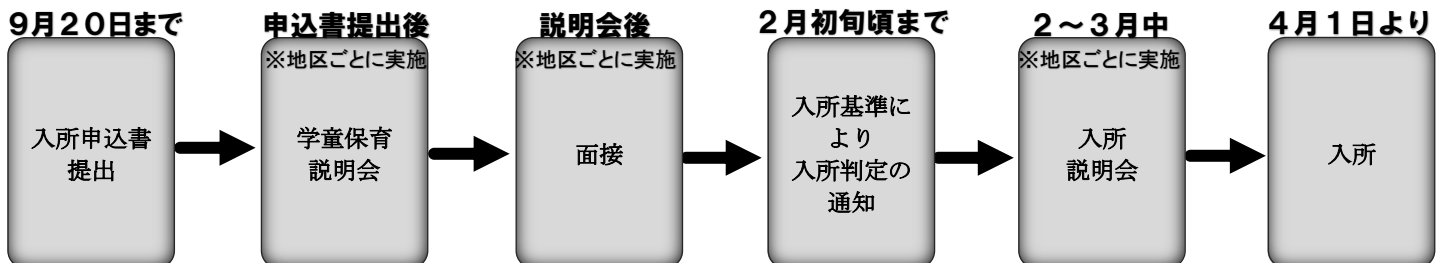 9月20日まで
入所申込書
提出
申込書提出後
※地区ごとに実施
学童保育
説明会
説明会後
※地区ごとに実施
面接
2月初旬頃まで
入所基準に
より
入所判定の
通知
2~3月中
※地区ごとに実施
入所
説明会
4月1日より
入所